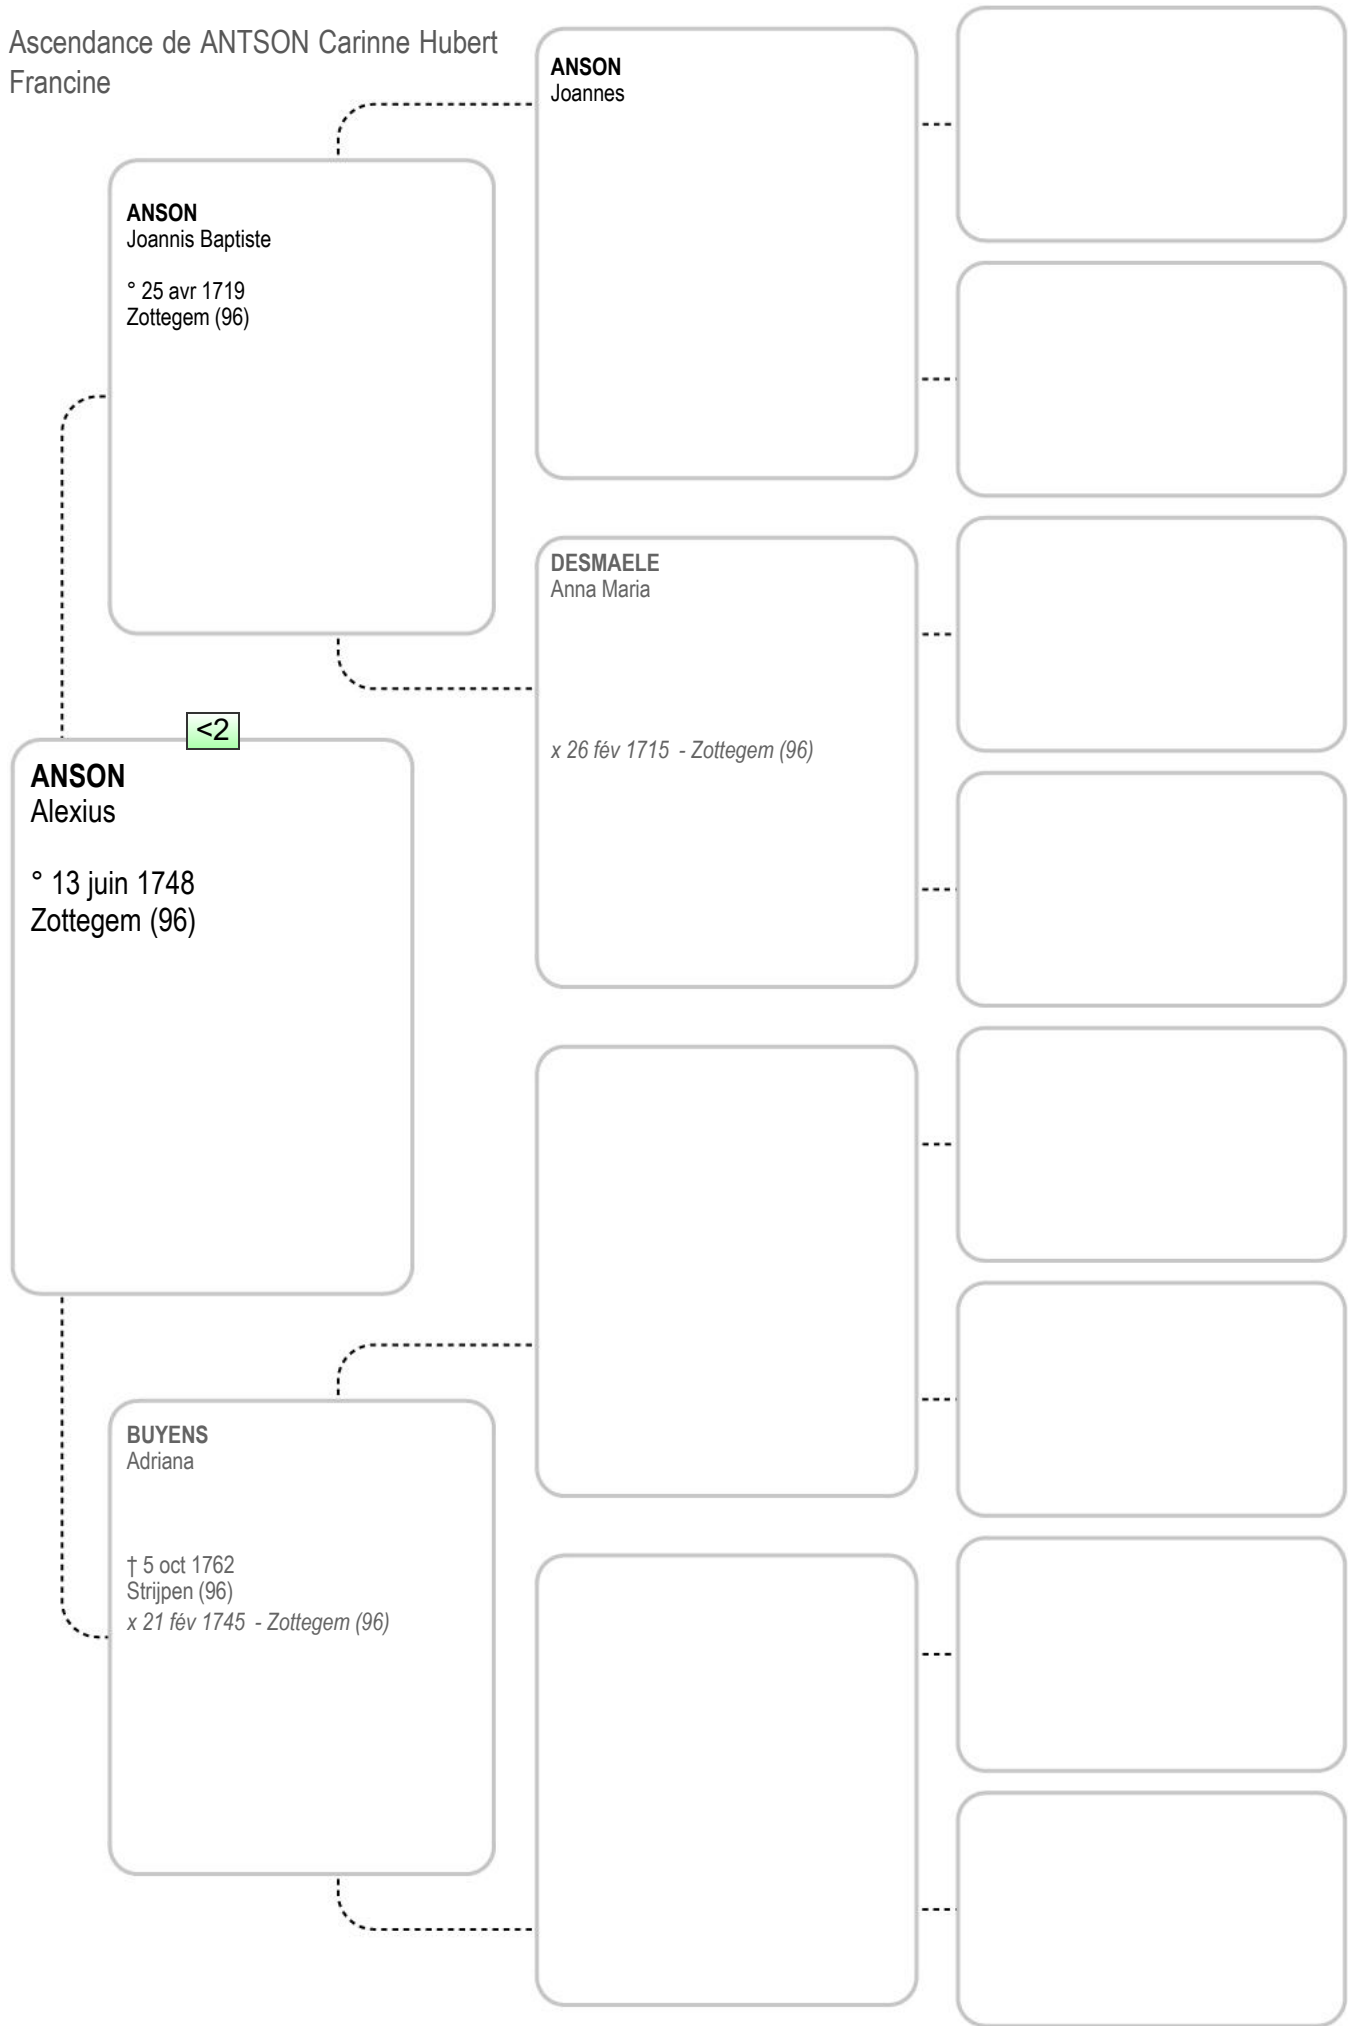 Ascendance de ANTSON Carinne Hubert
Francine
ANSON
Joannes
ANSON
Joannis Baptiste
° 25 avr 1719
Zottegem (96)
DESMAELE
Anna Maria
x 26 fév 1715 - Zottegem (96)
<2
ANSON
Alexius
° 13 juin 1748
Zottegem (96)
BUYENS
Adriana
† 5 oct 1762
Strijpen (96)
x 21 fév 1745 - Zottegem (96)